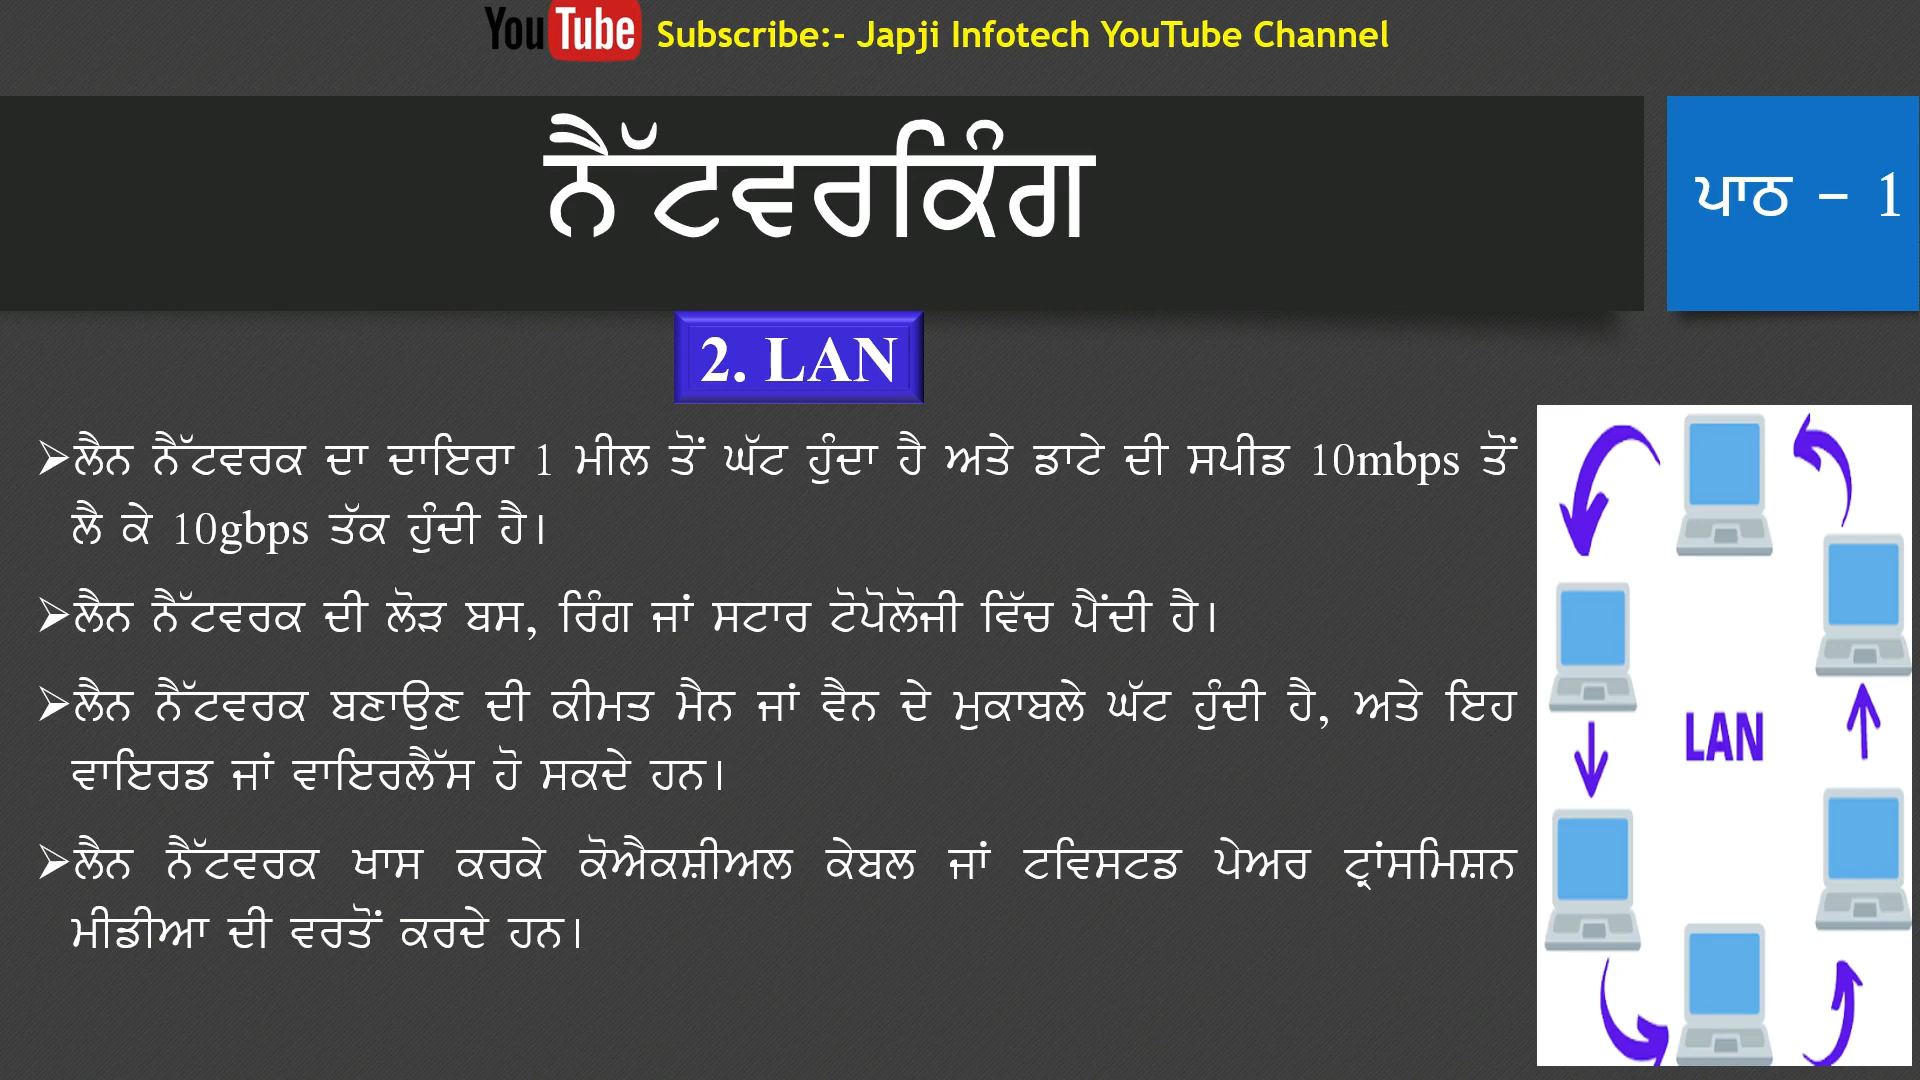 YouTube Subscribe:- Japji Infotech YouTube Channel
ਨੈੱਟਵਰਕਿੰਗ
ਪਾਠ – 1
2. LAN
➢ਲੈਨ ਨੈੱਟਵਰਕ ਦਾ ਦਾਇਰਾ 1 ਮੀਲ ਤੋਂ ਘੱਟ ਹੁੰਦਾ ਹੈ ਅਤੇ ਡਾਟੇ ਦੀ ਸਪੀਡ 10mbps ਤੋਂ
ਲੈ ਕੇ 10gbps ਤੱਕ ਹੁੰਦੀ ਹੈ।
➢ਲੈਨ ਨੈੱਟਵਰਕ ਦੀ ਲੋੜ ਬਸ, ਰਿੰਗ ਜਾਂ ਸਟਾਰ ਟੋਪੋਲੋਜੀ ਵਿੱਚ ਪੈਂਦੀ ਹੈ।
➢ਲੈਨ ਨੈੱਟਵਰਕ ਬਣਾਉਣ ਦੀ ਕੀਮਤ ਮੈਨ ਜਾਂ ਵੈਨ ਦੇ ਮੁਕਾਬਲੇ ਘੱਟ ਹੁੰਦੀ ਹੈ, ਅਤੇ ਇਹ
ਵਾਇਰਡ ਜਾਂ ਵਾਇਰਲੈੱਸ ਹੋ ਸਕਦੇ ਹਨ।
➢ਲੈਨ ਨੈੱਟਵਰਕ ਖਾਸ ਕਰਕੇ ਕੋਐਕਸ਼ੀਅਲ ਕੇਬਲ ਜਾਂ ਟਵਿਸਟਡ ਪੇਅਰ ਟ੍ਰਾਂਸਮਿਸ਼ਨ
ਮੀਡੀਆ ਦੀ ਵਰਤੋਂ ਕਰਦੇ ਹਨ।
LAN